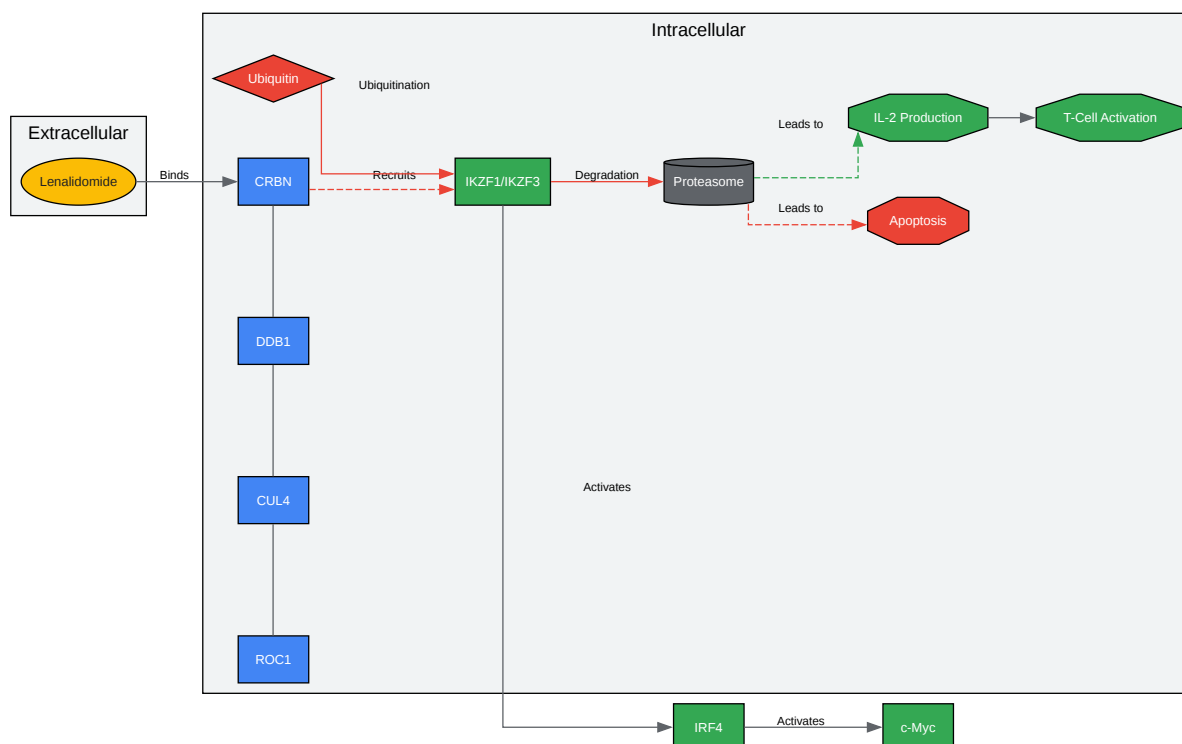 Intracellular
Ubiquitin
Ubiquitination
IL-2 Production
T-Cell Activation
Leads to
Extracellular
Lenalidomide
Binds
CRBN
Recruits
IKZF1/IKZF3
Degradation
Proteasome
Leads to
Apoptosis
DDB1
CUL4
Activates
ROC1
IRF4
Activates
c-Myc